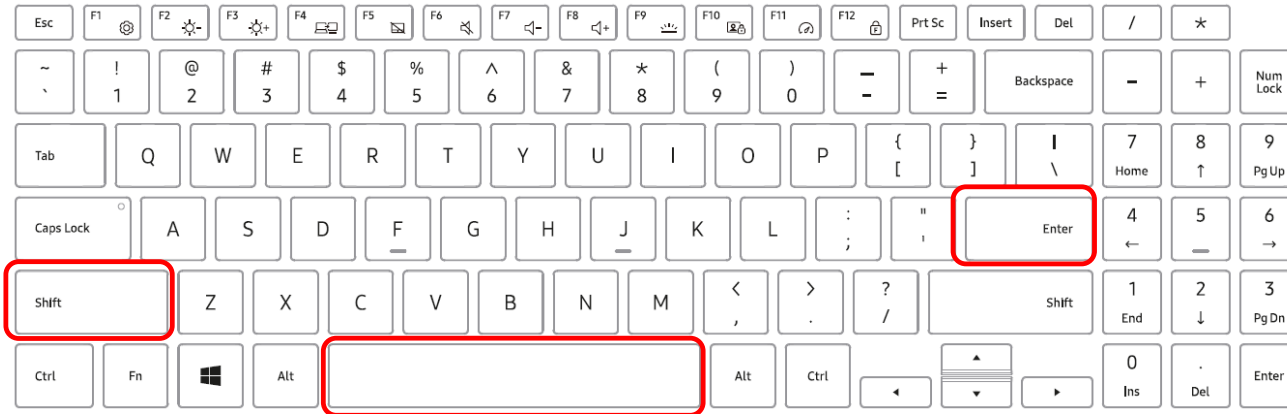 Esc F1 F2 - F3 + F4 F5 F6 F7 - F8 + F9 F10 F11 F12 F Prt Sc Insert Del / *
~ ` ! 1 @ 2 # 3 $ 4 % 5 ^ 6 & 7 * 8 ( 9 ) 0 _ - + = Backspace - + Num Lock
Tab Q W E R T Y U I O P { [ } ] | \ 7 Home 8 ↑ 9 Pg Up
Caps Lock A S D F G H J K L : ; " ' Enter 4 ← 5 6 →
Shift Z X C V B N M < , > . ? / Shift 1 End 2 ↓ 3 Pg Dn
Ctrl Fn Alt Alt Ctrl ◄ ▲ ▼ ► 0 Ins . Del Enter